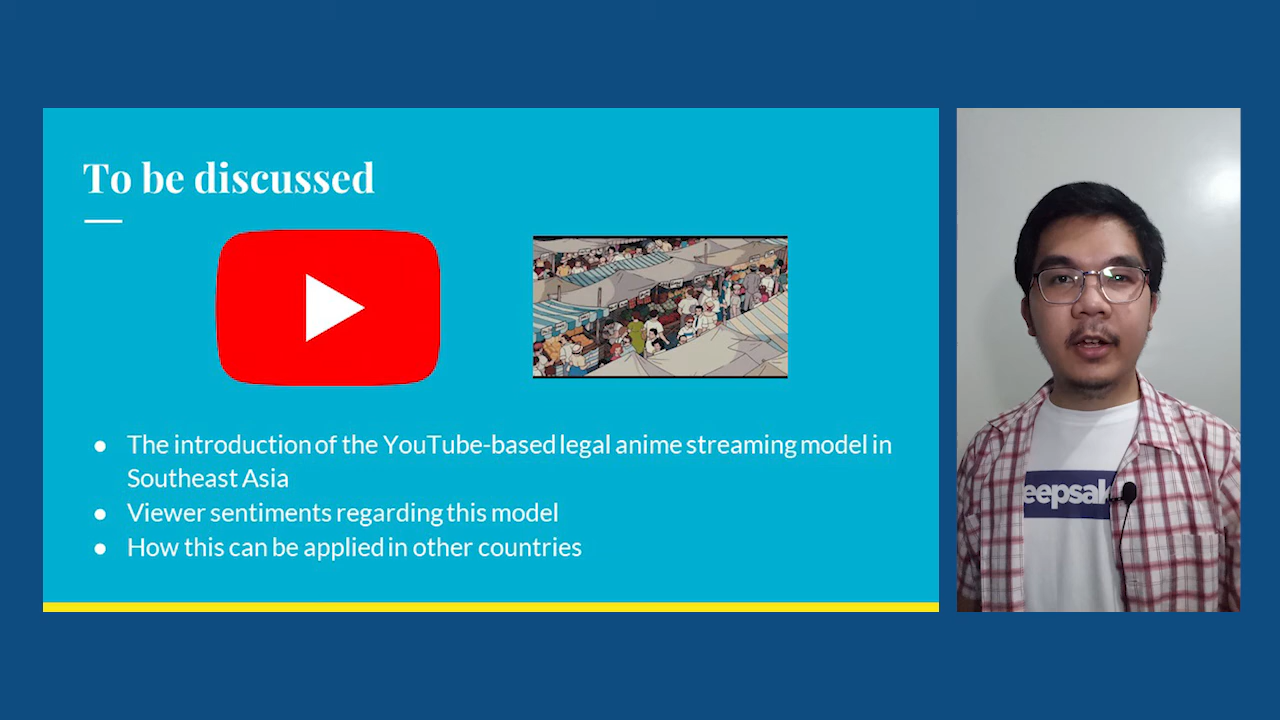 To be discussed
● The introduction of the YouTube-based legal anime streaming model in
Southeast Asia
● Viewer sentiments regarding this model
● How this can be applied in other countries
eepsak